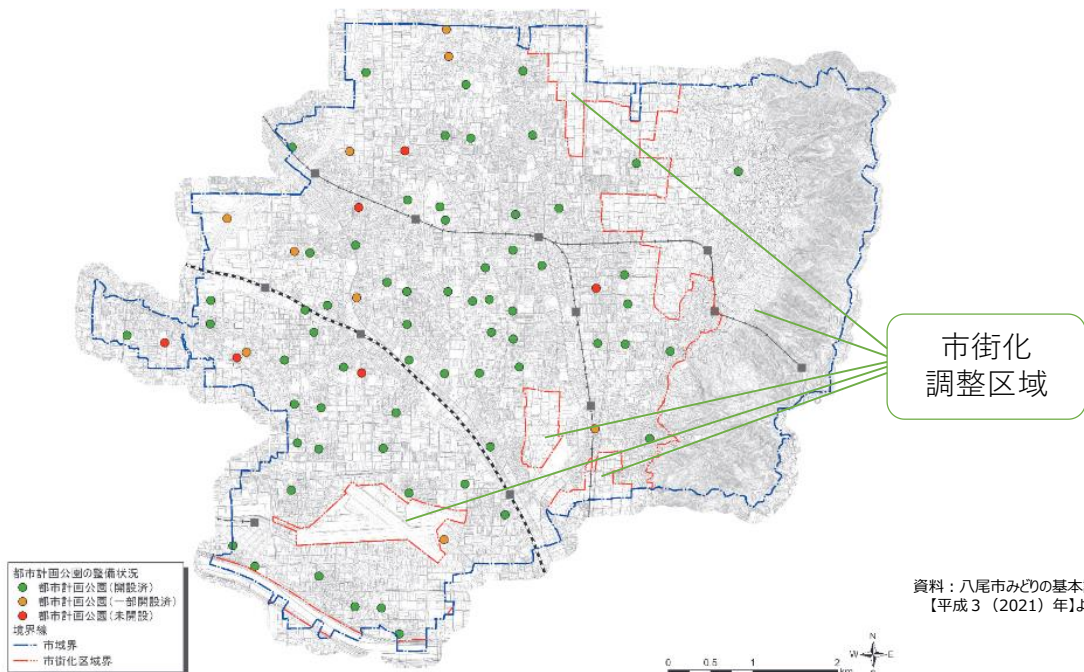 市街化
調整区域
都市計画公園の整備状況
都市計画公園(開設済)
都市計画公園(一部開設済)
都市計画公園(未開設)
境界線
市域界
市街化区域界
資料：八尾市みどりの基本
【平成３（2021）年】よ
N
W
E
S
0 0.5 1 2
km